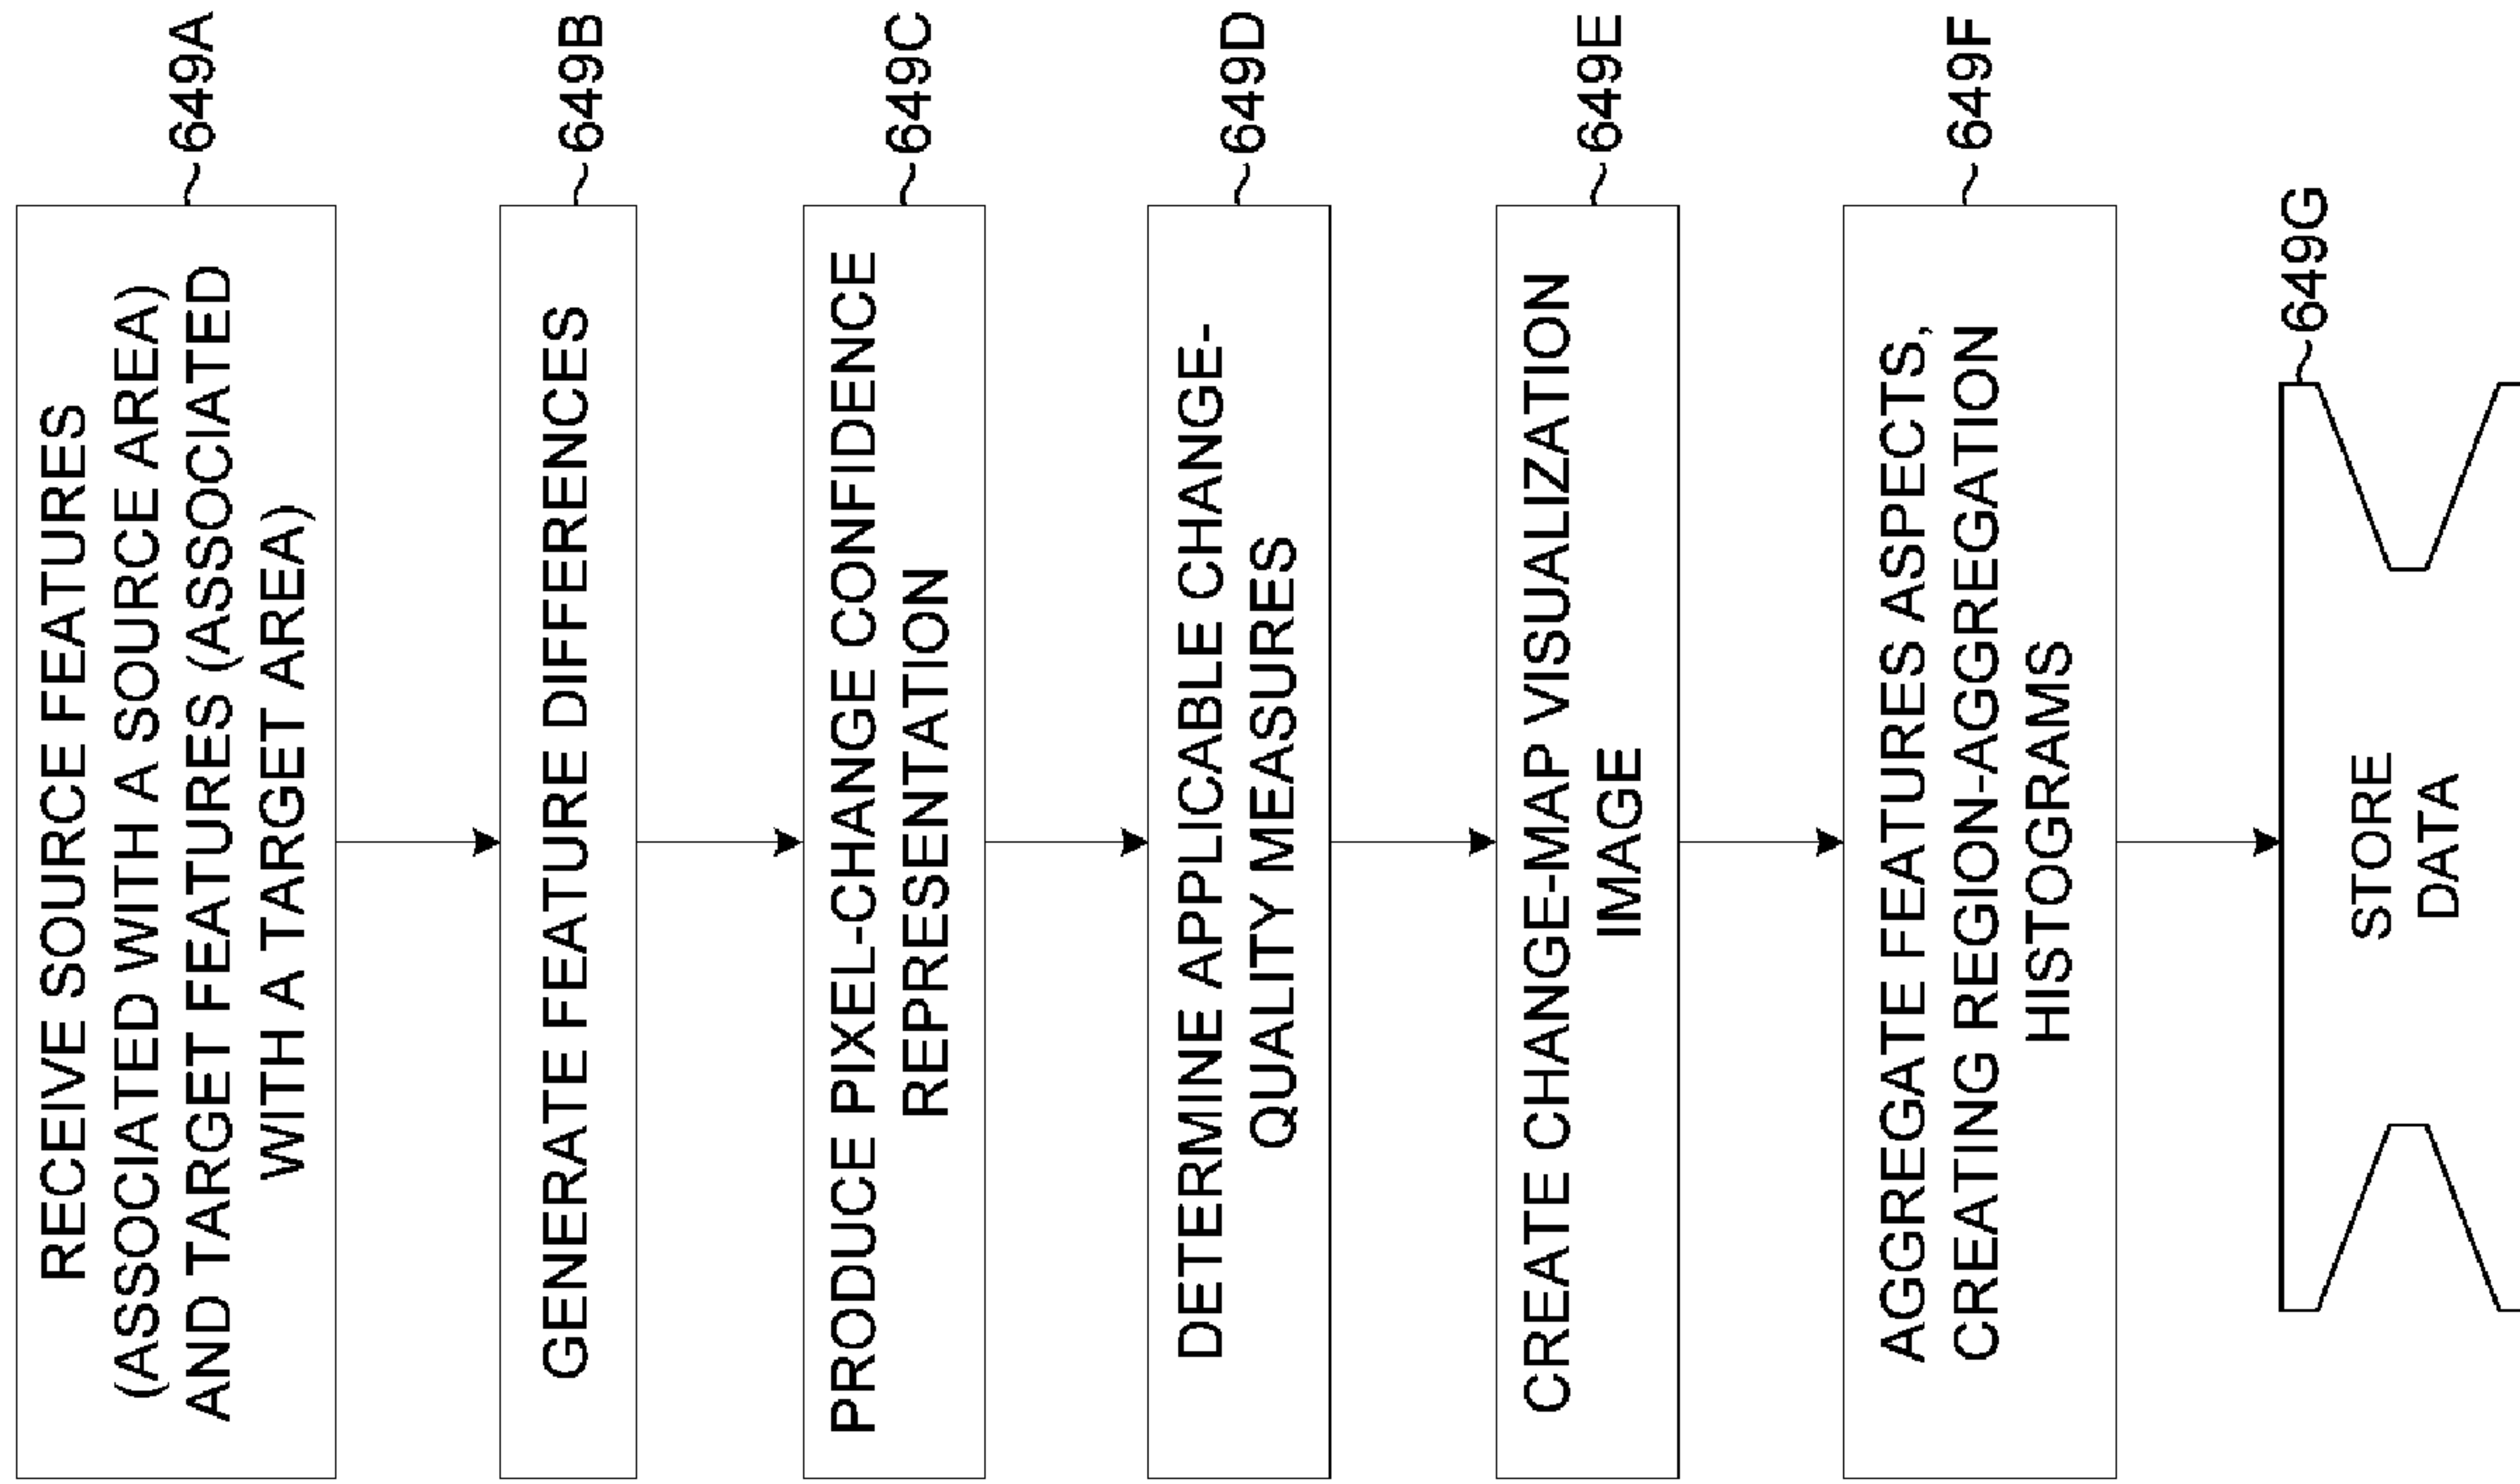 RECEIVE SOURCE FEATURES
(ASSOCIATED WITH A SOURCE AREA)
AND TARGET FEATURES (ASSOCIATED
WITH A TARGET AREA)
649A
GENERATE FEATURE DIFFERENCES
649B
PRODUCE PIXEL-CHANGE CONFIDENCE
REPRESENTATION
649C
DETERMINE APPLICABLE CHANGE-
QUALITY MEASURES
649D
CREATE CHANGE-MAP VISUALIZATION
IMAGE
649E
AGGREGATE FEATURES ASPECTS,
CREATING REGION-AGGREGATION
HISTOGRAMS
649F
STORE
DATA
649G